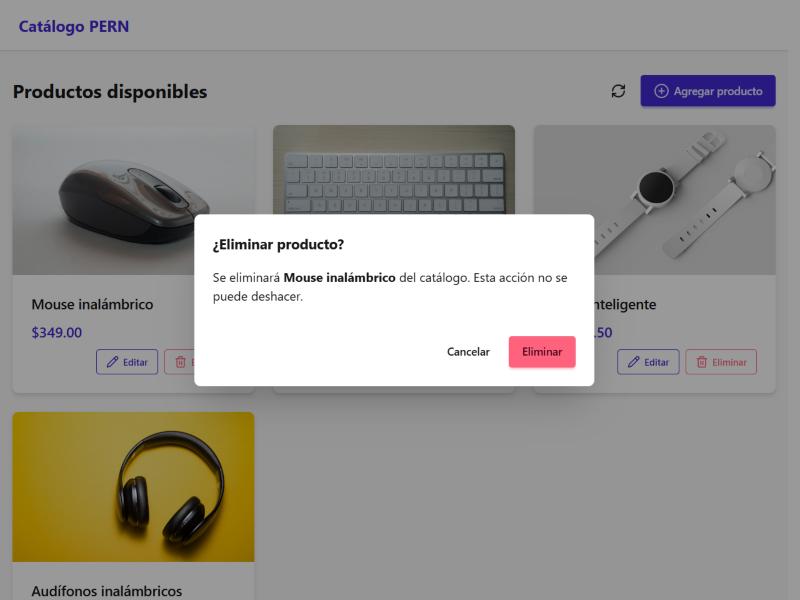 Catálogo PERN
Productos disponibles
Agregar producto
¿Eliminar producto?
Se eliminará Mouse inalámbrico del catálogo. Esta acción no se
puede deshacer.
Cancelar
Eliminar
Mouse inalámbrico
$349.00
Editar
nteligente
.50
Editar
Eliminar
Audífonos inalámbricos